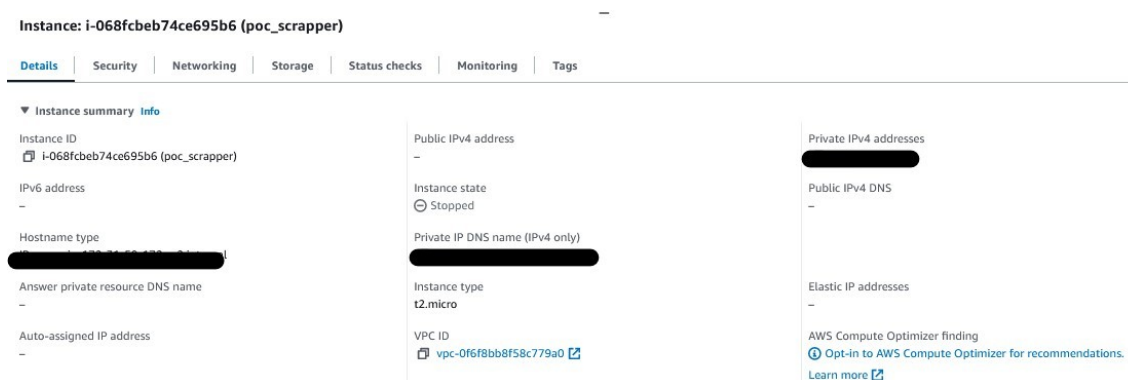 Instance: i-068fcbeb74ce695b6 (poc_scrapper)
Details
Security
Networking
Storage
Status checks
Monitoring
Tags
Instance summary Info
Instance ID
i-068fcbeb74ce695b6 (poc_scrapper)
Public IPv4 address
–
Private IPv4 addresses
IPv6 address
–
Instance state
Stopped
Public IPv4 DNS
–
Hostname type
Private IP DNS name (IPv4 only)
Answer private resource DNS name
–
Instance type
t2.micro
Elastic IP addresses
–
Auto-assigned IP address
–
VPC ID
vpc-0f6f8bb8f58c779a0
AWS Compute Optimizer finding
Opt-in to AWS Compute Optimizer for recommendations.
Learn more